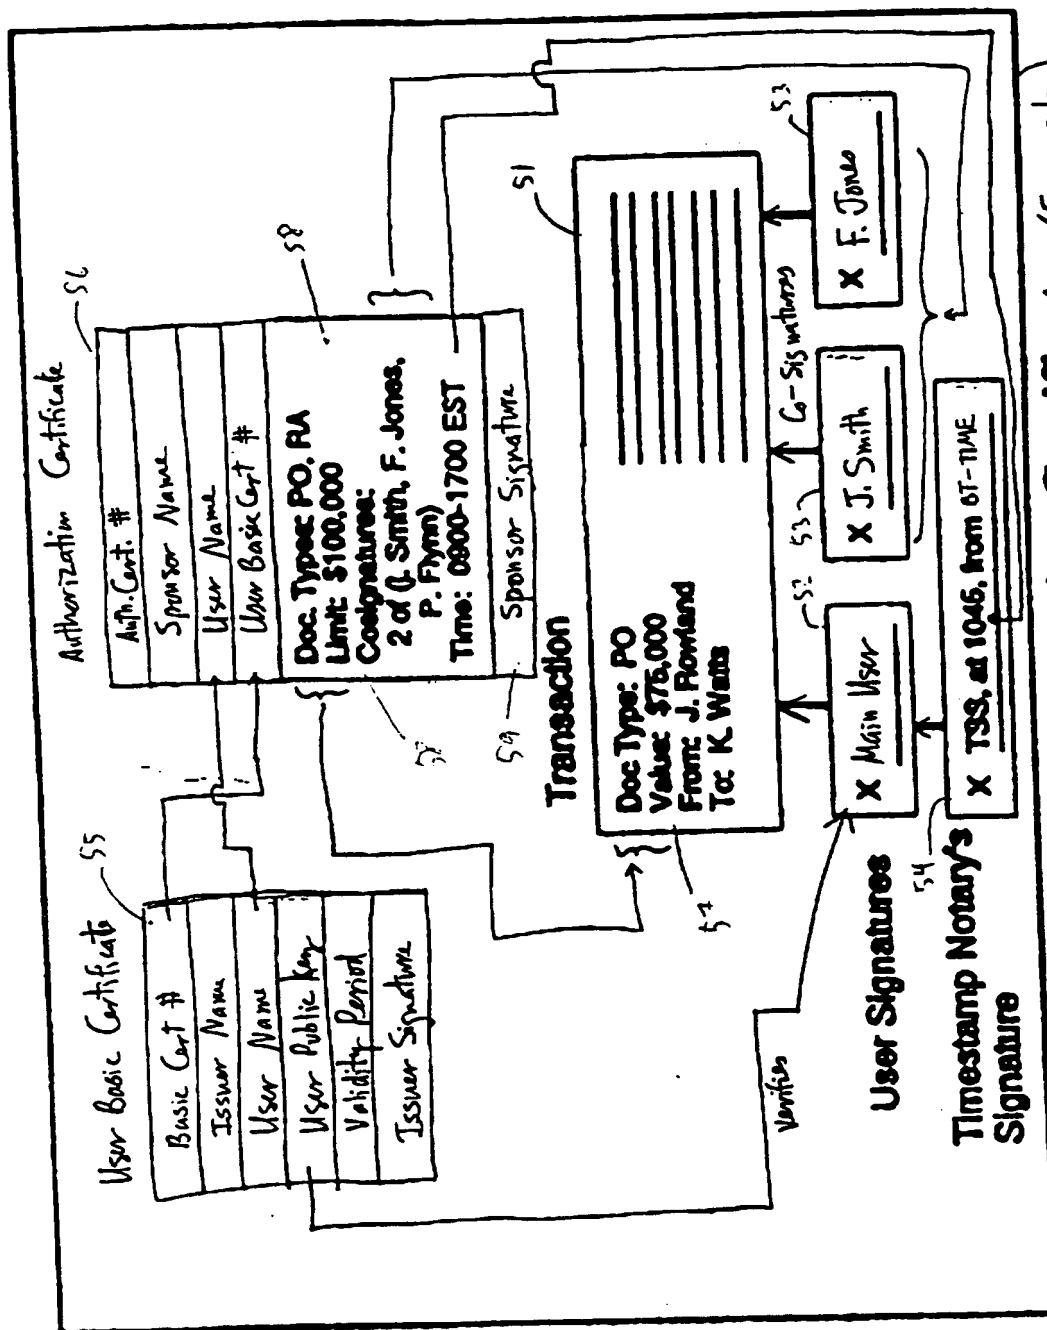 User Basic Certificate
55
Basic Cert #
Issuer Name
User Name
User Public Key
Validity Period
Issuer Signature
Authorization Certificate
56
Auth. Cert. #
Sponsor Name
User Name
User Basic Cert #
Doc. Types: PO, RA
Limit: $100,000
Cosignatures:
2 of (J. Smith, F. Jones,
P. Flynn)
Time: 0900-1700 EST
58
Sponsor Signature
59
Transaction
51
Doc Type: PO
Value: $75,000
From: J. Rowland
To: K. Watts
57
Verifies
Co-Signatures
User Signatures
52
X Main User
53
X J. Smith
53
X F. Jones
Timestamp Notary's
Signature
54
X TSS, at 1045, from BT-TIME